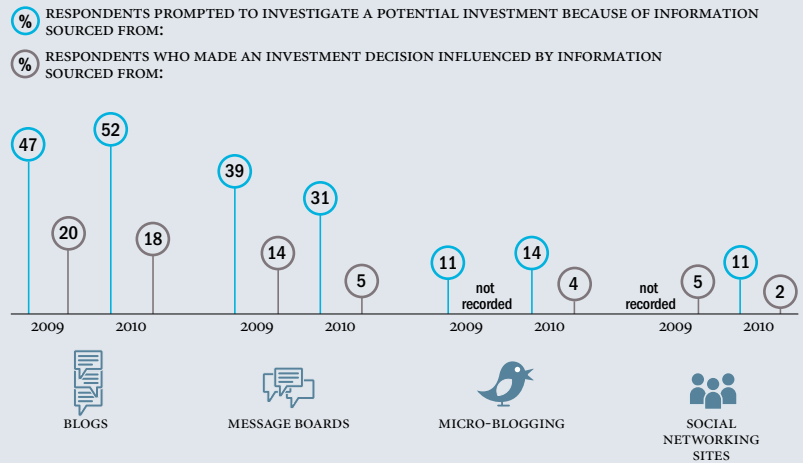 % RESPONDENTS PROMPTED TO INVESTIGATE A POTENTIAL INVESTMENT BECAUSE OF INFORMATION
SOURCED FROM:
% RESPONDENTS WHO MADE AN INVESTMENT DECISION INFLUENCED BY INFORMATION
SOURCED FROM:
47
20
52
18
39
14
31
5
11
not
recorded
14
4
not
recorded
5
11
2
2009
2010
2009
2010
2009
2010
2009
2010
BLOGS
MESSAGE BOARDS
MICRO-BLOGGING
SOCIAL
NETWORKING
SITES